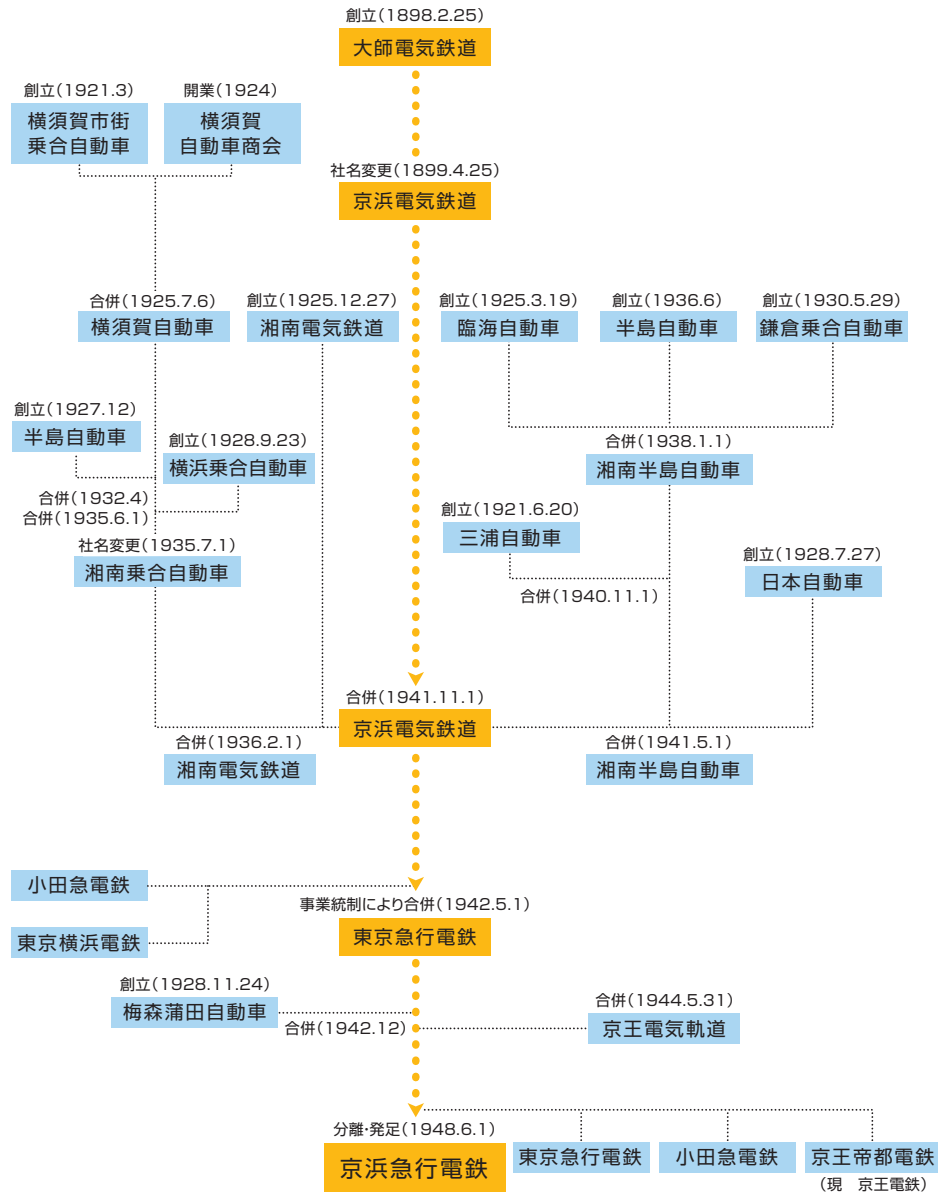 創立(1898.2.25)
大師電気鉄道
創立(1921.3)
横須賀市街
乗合自動車
開業(1924)
横須賀
自動車商会
社名変更(1899.4.25)
京浜電気鉄道
合併(1925.7.6)
横須賀自動車
創立(1925.12.27)
湘南電気鉄道
創立(1925.3.19)
臨海自動車
創立(1936.6)
半島自動車
創立(1930.5.29)
鎌倉乗合自動車
創立(1927.12)
半島自動車
創立(1928.9.23)
横浜乗合自動車
合併(1938.1.1)
湘南半島自動車
合併(1932.4)
合併(1935.6.1)
創立(1921.6.20)
三浦自動車
社名変更(1935.7.1)
湘南乗合自動車
創立(1928.7.27)
日本自動車
合併(1940.11.1)
合併(1941.11.1)
京浜電気鉄道
合併(1936.2.1)
湘南電気鉄道
合併(1941.5.1)
湘南半島自動車
小田急電鉄
事業統制により合併(1942.5.1)
東京急行電鉄
東京横浜電鉄
創立(1928.11.24)
梅森蒲田自動車
合併(1942.12)
合併(1944.5.31)
京王電気軌道
分離・発足(1948.6.1)
京浜急行電鉄
東京急行電鉄
小田急電鉄
京王帝都電鉄
(現 京王電鉄)